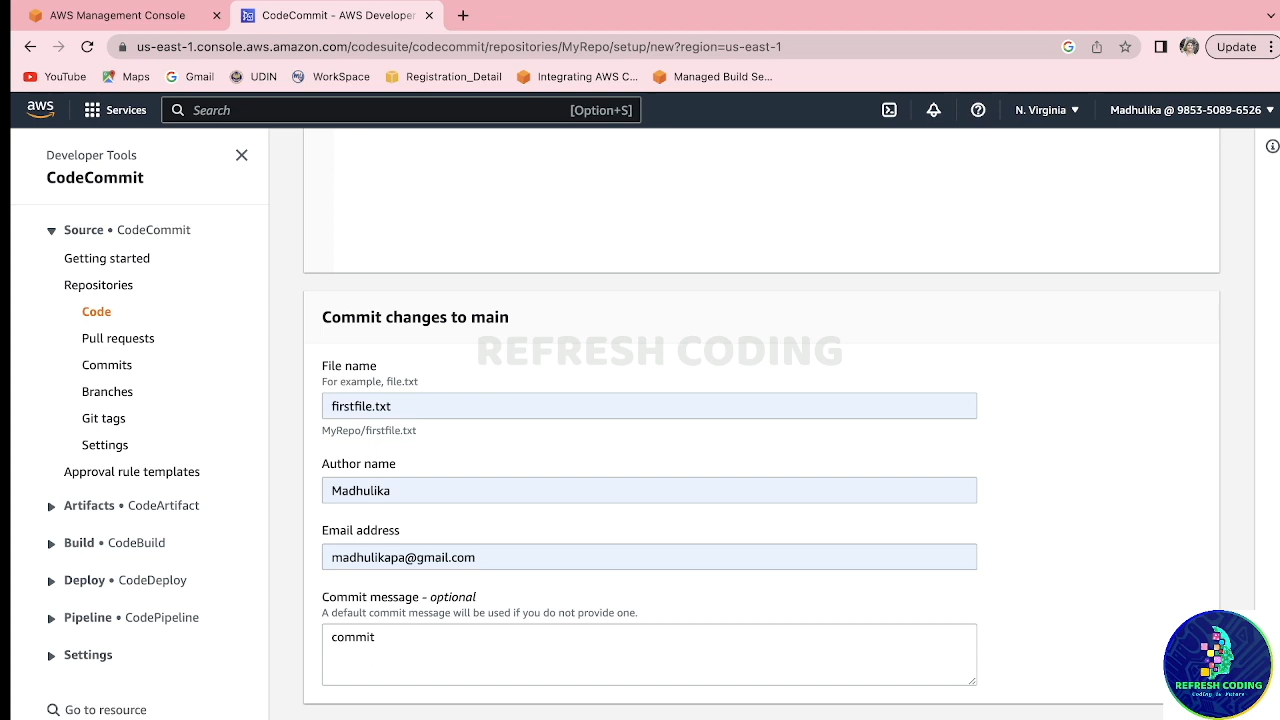 AWS Management Console
CodeCommit - AWS Developer
us-east-1.console.aws.amazon.com/codesuite/codecommit/repositories/MyRepo/setup/new?region=us-east-1
Update
YouTube Maps Gmail UDIN WorkSpace Registration_Detail Integrating AWS C... Managed Build Se...
aws Services Search [Option+S] N. Virginia Madhulika @ 9853-5089-6526
Developer Tools
CodeCommit
Source • CodeCommit
Getting started
Repositories
Code
Pull requests
Commits
Branches
Git tags
Settings
Approval rule templates
Artifacts • CodeArtifact
Build • CodeBuild
Deploy • CodeDeploy
Pipeline • CodePipeline
Settings
Go to resource
Commit changes to main
REFRESH CODING
File name
For example, file.txt
firstfile.txt
MyRepo/firstfile.txt
Author name
Madhulika
Email address
madhulikapa@gmail.com
Commit message - optional
A default commit message will be used if you do not provide one.
commit
REFRESH CODING
Coding is Future